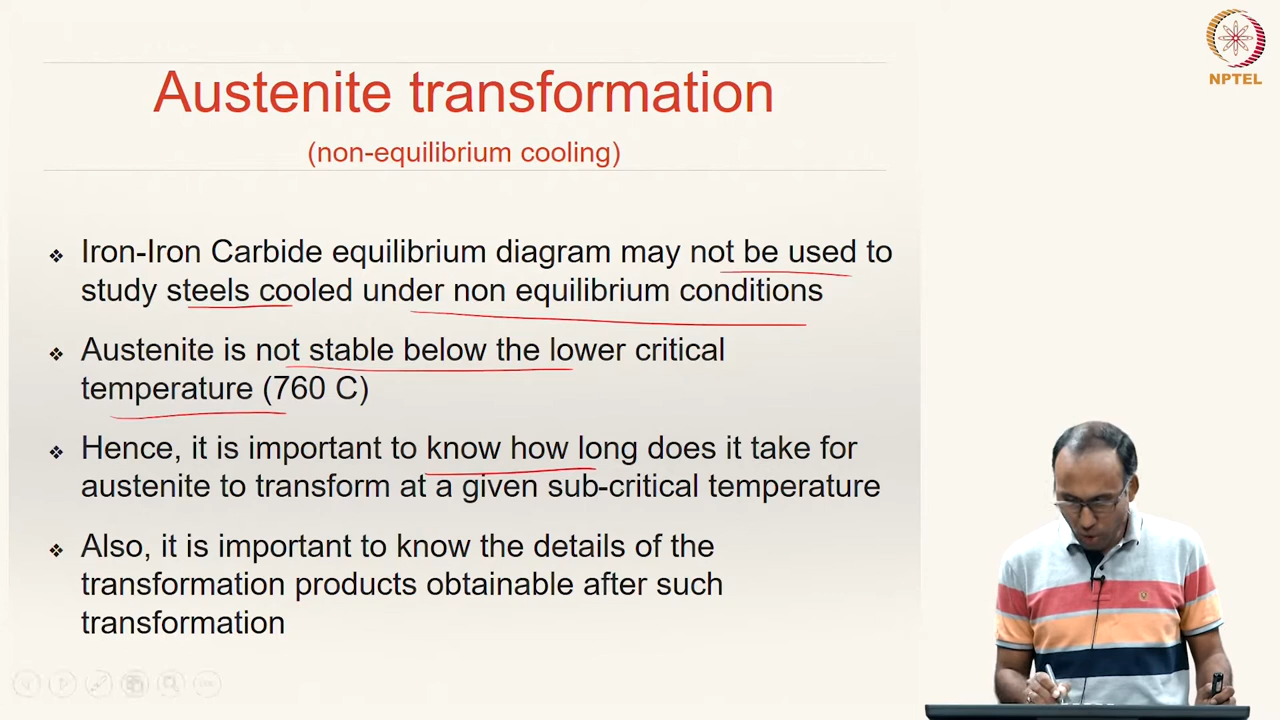 Austenite transformation
(non-equilibrium cooling)
NPTEL
❖ Iron-Iron Carbide equilibrium diagram may not be used to
study steels cooled under non equilibrium conditions
❖ Austenite is not stable below the lower critical
temperature (760 C)
❖ Hence, it is important to know how long does it take for
austenite to transform at a given sub-critical temperature
❖ Also, it is important to know the details of the
transformation products obtainable after such
transformation